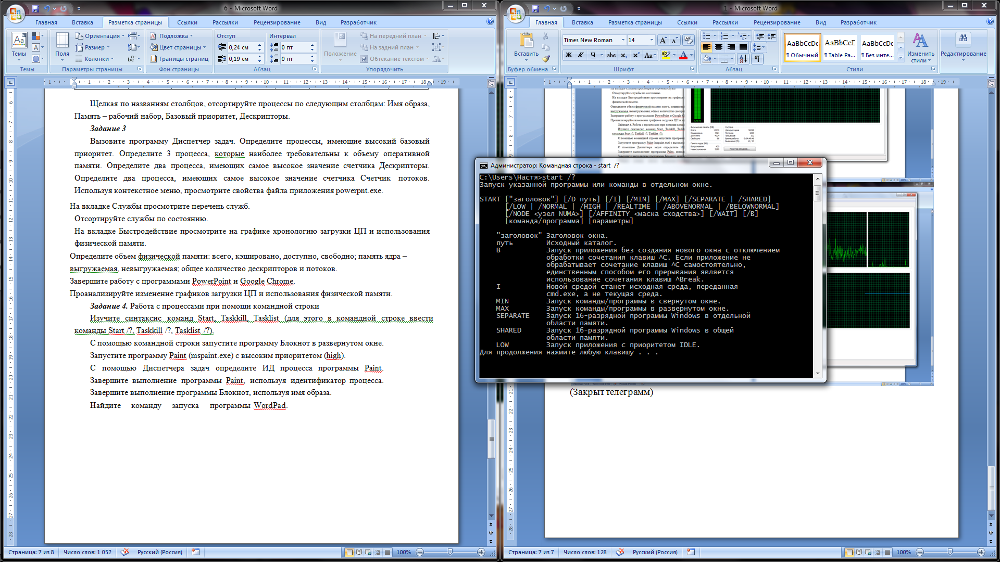 6 - Microsoft Word
Главная Вставка Разметка страницы Ссылки Рассылки Рецензирование Вид Разработчик
Темы
Поля
Ориентация
Размер
Колонки
Подложка
Цвет страницы
Границы страниц
Отступ
0,24 см
0,19 см
Интервал
0 пт
0 пт
Положение
На передний план
На задний план
Обтекание текстом
Темы Параметры страницы Фон страницы Абзац Упорядочить
Щелкая по названиям столбцов, отсортируйте процессы по следующим столбцам: Имя образа,
Память – рабочий набор, Базовый приоритет, Дескрипторы.
Задание 3
Вызовите программу Диспетчер задач. Определите процессы, имеющие высокий базовый
приоритет. Определите 3 процесса, которые наиболее требовательны к объему оперативной
памяти. Определите два процесса, имеющих самое высокое значение счетчика Дескрипторы.
Определите два процесса, имеющих самое высокое значение счетчика Счетчик потоков.
Используя контекстное меню, просмотрите свойства файла приложения powerpnt.exe.
На вкладке Службы просмотрите перечень служб.
Отсортируйте службы по состоянию.
На вкладке Быстродействие просмотрите на графике хронологию загрузки ЦП и использования
физической памяти.
Определите объем физической памяти: всего, кэшировано, доступно, свободно; память ядра –
выгружаемая, невыгружаемая; общее количество дескрипторов и потоков.
Завершите работу с программами PowerPoint и Google Chrome.
Проанализируйте изменение графиков загрузки ЦП и использования физической памяти.
Задание 4. Работа с процессами при помощи командной строки
Изучите синтаксис команд Start, Taskkill, Tasklist (для этого в командной строке ввести
команды Start /?, Taskkill /?, Tasklist /?).
С помощью командной строки запустите программу Блокнот в развернутом окне.
Запустите программу Paint (mspaint.exe) с высоким приоритетом (high).
С помощью Диспетчера задач определите ИД процесса программы Paint.
Завершите выполнение программы Paint, используя идентификатор процесса.
Завершите выполнение программы Блокнот, используя имя образа.
Найдите команду запуска программы WordPad.
Страница: 7 из 8 Число слов: 1 052 Русский (Россия) 100%
1 - Microsoft Word
Главная Вставка Разметка страницы Ссылки Рассылки Рецензирование Вид Разработчик
Вставить
Times New Roman 14
Ж К Ч abc x₂ x² Aa
AaBbCcDc AaBbCcI AaBbCcDc
¶ Обычный ¶ Table Pa... ¶ Без инте...
Изменить стили
Редактирование
Буфер обмена Шрифт Абзац Стили
Администратор: Командная строка - start /?
C:\Users\Настя>start /?
Запуск указанной программы или команды в отдельном окне.
START ["заголовок"] [/D путь] [/I] [/MIN] [/MAX] [/SEPARATE | /SHARED]
[/LOW | /NORMAL | /HIGH | /REALTIME | /ABOVENORMAL | /BELOWNORMAL]
[/NODE <узел NUMA>] [/AFFINITY <маска сходства>] [/WAIT] [/B]
[команда/программа] [параметры]
"заголовок" Заголовок окна.
путь Исходный каталог.
B Запуск приложения без создания нового окна с отключением
обработки сочетания клавиш ^C. Если приложение не
обрабатывает сочетание клавиш ^C самостоятельно,
единственным способом его прерывания является
использование сочетания клавиш ^Break.
I Новой средой станет исходная среда, переданная
cmd.exe, а не текущая среда.
MIN Запуск команды/программы в свернутом окне.
MAX Запуск команды/программы в развернутом окне.
SEPARATE Запуск 16-разрядной программы Windows в отдельной
области памяти.
SHARED Запуск 16-разрядной программы Windows в общей
области памяти.
LOW Запуск приложения с приоритетом IDLE.
Для продолжения нажмите любую клавишу . . .
(Закрыт телеграмм)
Страница: 7 из 7 Число слов: 128 Русский (Россия) 100%